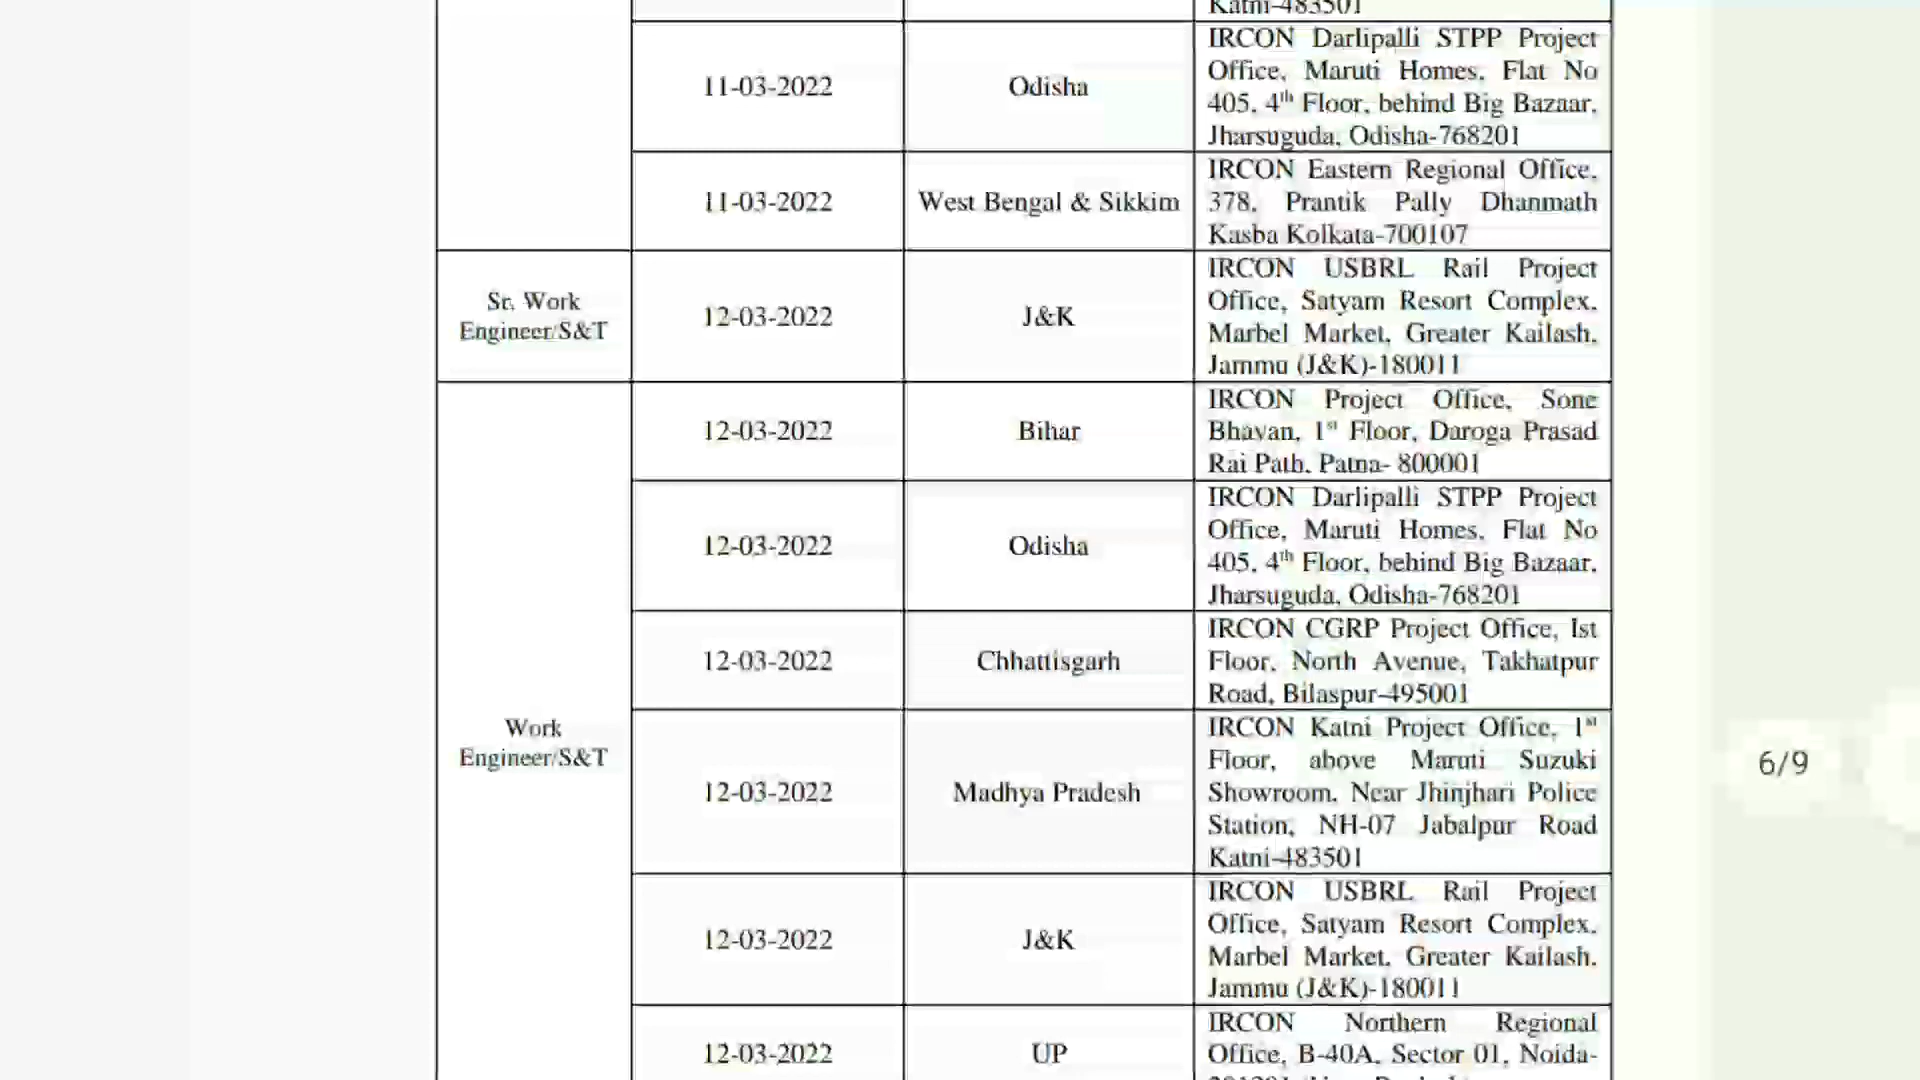 Katni-483501
11-03-2022
Odisha
IRCON Darlipalli STPP Project
Office, Maruti Homes, Flat No
405, 4th Floor, behind Big Bazaar,
Jharsuguda, Odisha-768201
11-03-2022
West Bengal & Sikkim
IRCON Eastern Regional Office,
378, Prantik Pally Dhanmath
Kasba Kolkata-700107
Sr. Work
Engineer/S&T
12-03-2022
J&K
IRCON USBRL Rail Project
Office, Satyam Resort Complex,
Marbel Market, Greater Kailash,
Jammu (J&K)-180011
Work
Engineer/S&T
12-03-2022
Bihar
IRCON Project Office, Sone
Bhavan, 1st Floor, Daroga Prasad
Rai Path, Patna- 800001
12-03-2022
Odisha
IRCON Darlipalli STPP Project
Office, Maruti Homes, Flat No
405, 4th Floor, behind Big Bazaar,
Jharsuguda, Odisha-768201
12-03-2022
Chhattisgarh
IRCON CGRP Project Office, Ist
Floor, North Avenue, Takhatpur
Road, Bilaspur-495001
12-03-2022
Madhya Pradesh
IRCON Katni Project Office, 1st
Floor, above Maruti Suzuki
Showroom, Near Jhinjhari Police
Station, NH-07 Jabalpur Road
Katni-483501
12-03-2022
J&K
IRCON USBRL Rail Project
Office, Satyam Resort Complex,
Marbel Market, Greater Kailash,
Jammu (J&K)-180011
12-03-2022
UP
IRCON Northern Regional
Office, B-40A, Sector 01, Noida-
6/9